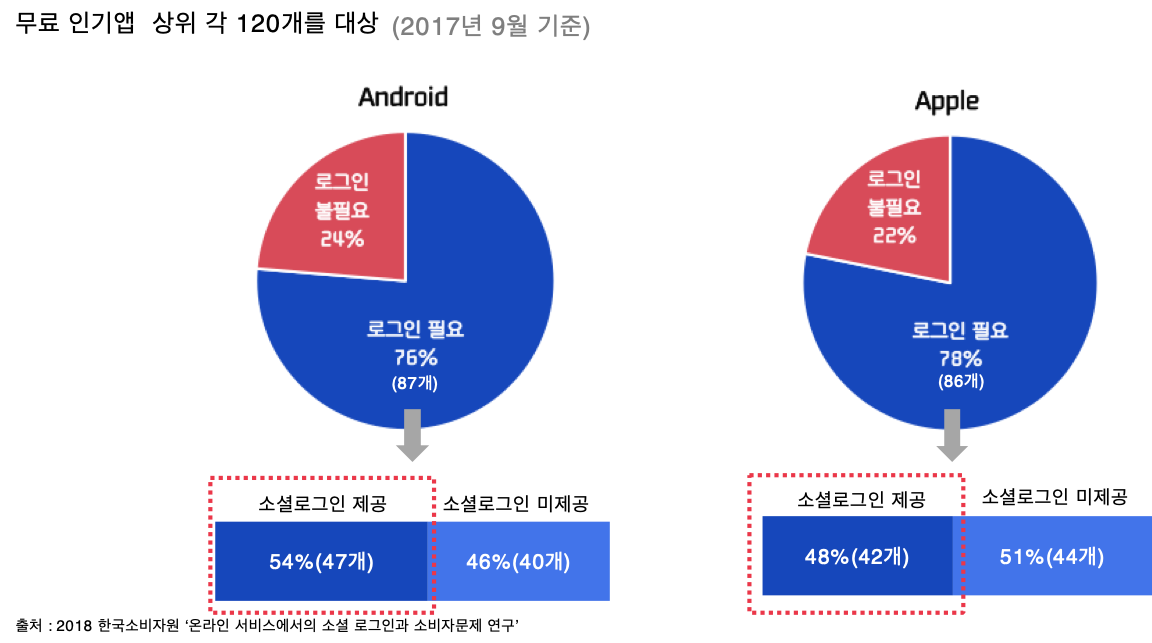 무료 인기앱 상위 각 120개를 대상 (2017년 9월 기준)
Android
로그인
불필요
24%
로그인 필요
76%
(87개)
소셜로그인 제공
소셜로그인 미제공
54%(47개)
46%(40개)
Apple
로그인
불필요
22%
로그인 필요
78%
(86개)
소셜로그인 제공
소셜로그인 미제공
48%(42개)
51%(44개)
출처 : 2018 한국소비자원 ‘온라인 서비스에서의 소셜 로그인과 소비자문제 연구’